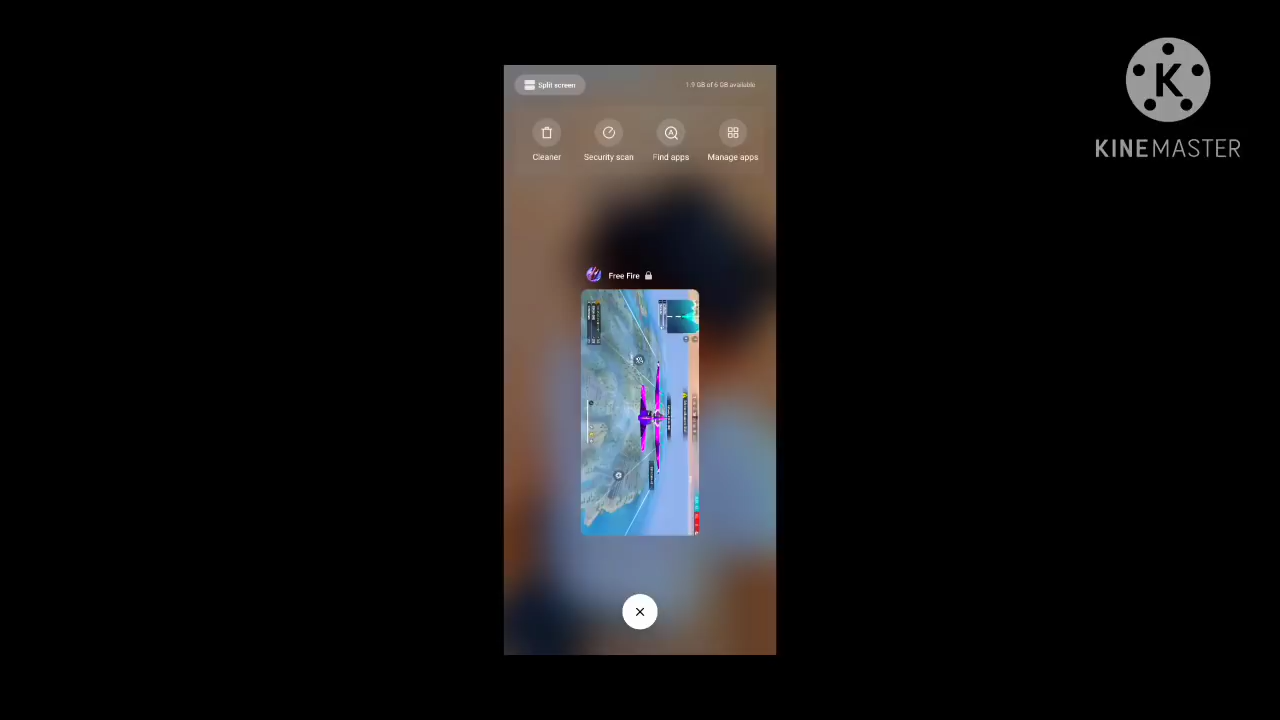 Split screen
1.9 GB of 6 GB available
Cleaner
Security scan
Find apps
Manage apps
Free Fire
K
KINEMASTER